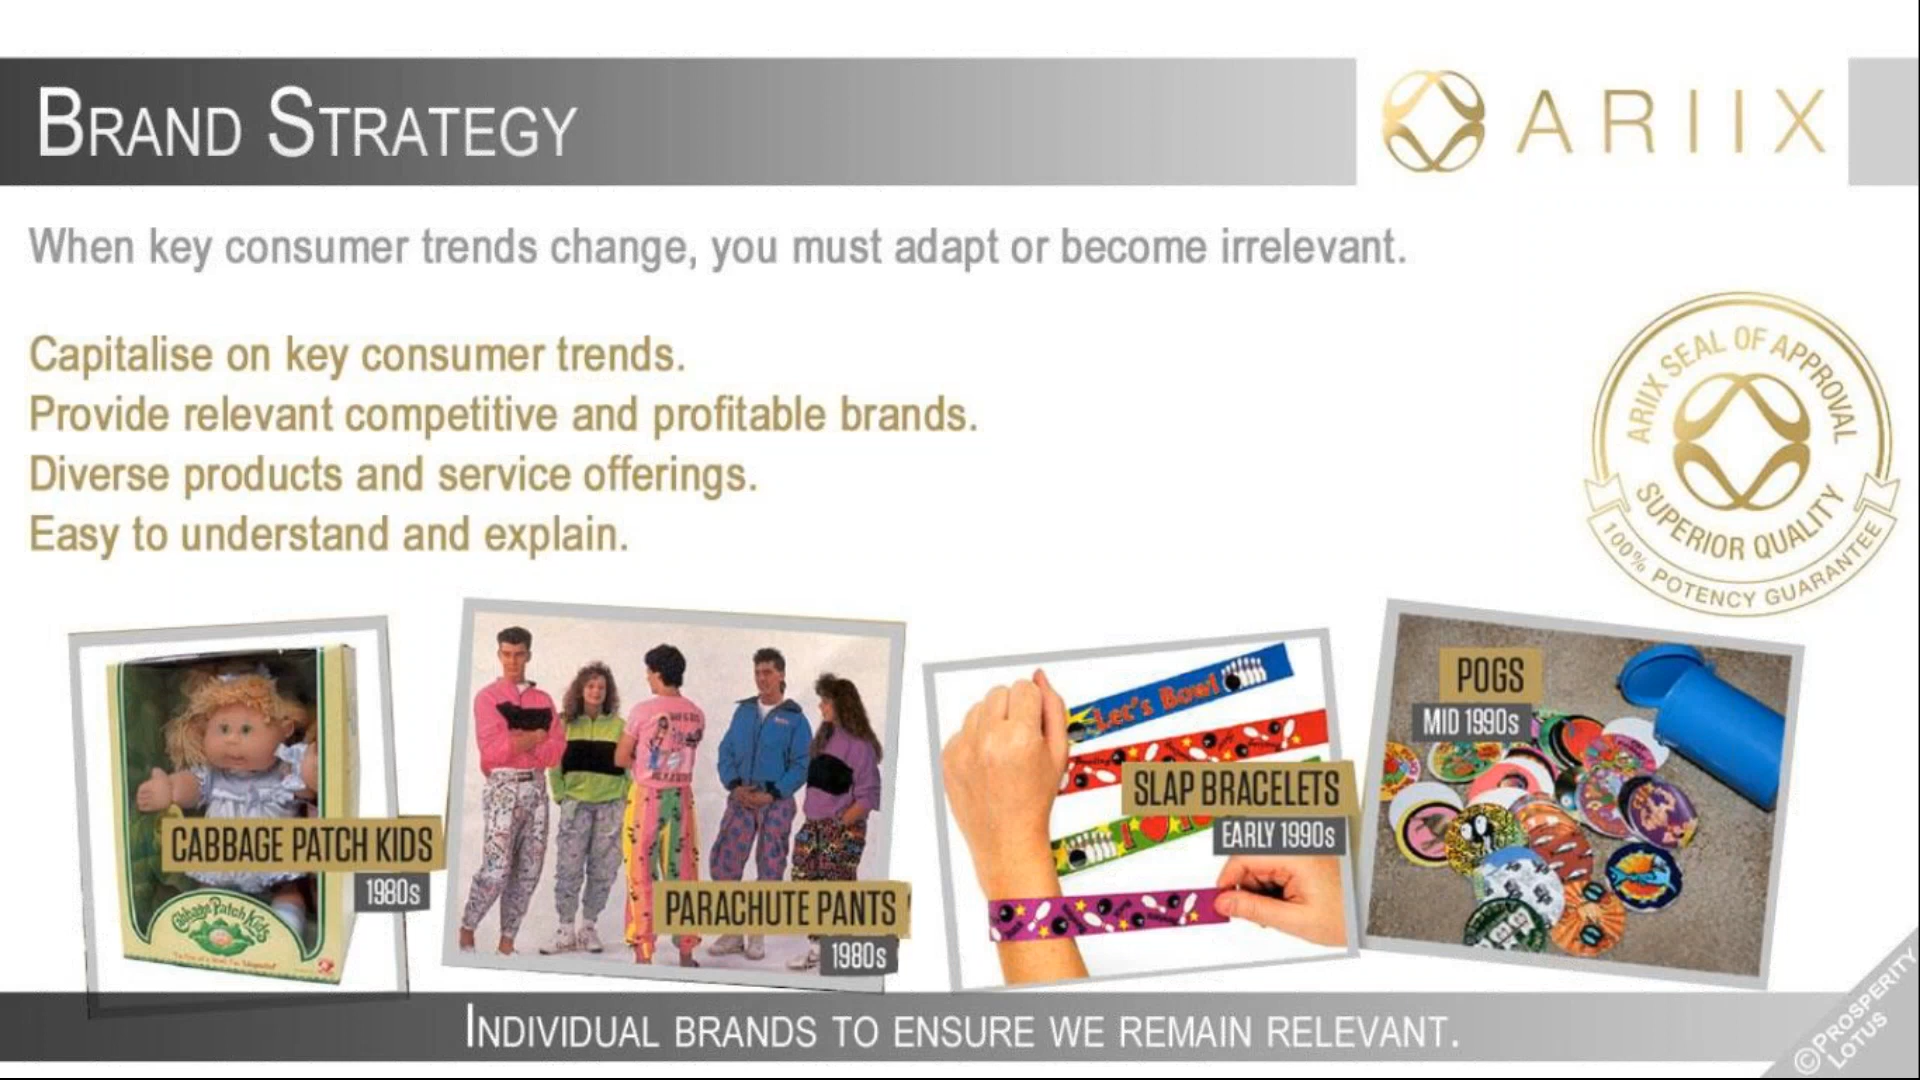 BRAND STRATEGY
ARIIX
When key consumer trends change, you must adapt or become irrelevant.
Capitalise on key consumer trends.
Provide relevant competitive and profitable brands.
Diverse products and service offerings.
Easy to understand and explain.
ARIIX SEAL OF APPROVAL
SUPERIOR QUALITY
100% POTENCY GUARANTEE
CABBAGE PATCH KIDS
1980s
Cabbage Patch Kids
PARACHUTE PANTS
1980s
Let's Bowl
SLAP BRACELETS
EARLY 1990s
POGS
MID 1990s
INDIVIDUAL BRANDS TO ENSURE WE REMAIN RELEVANT.
©PROSPERITY
LOTUS